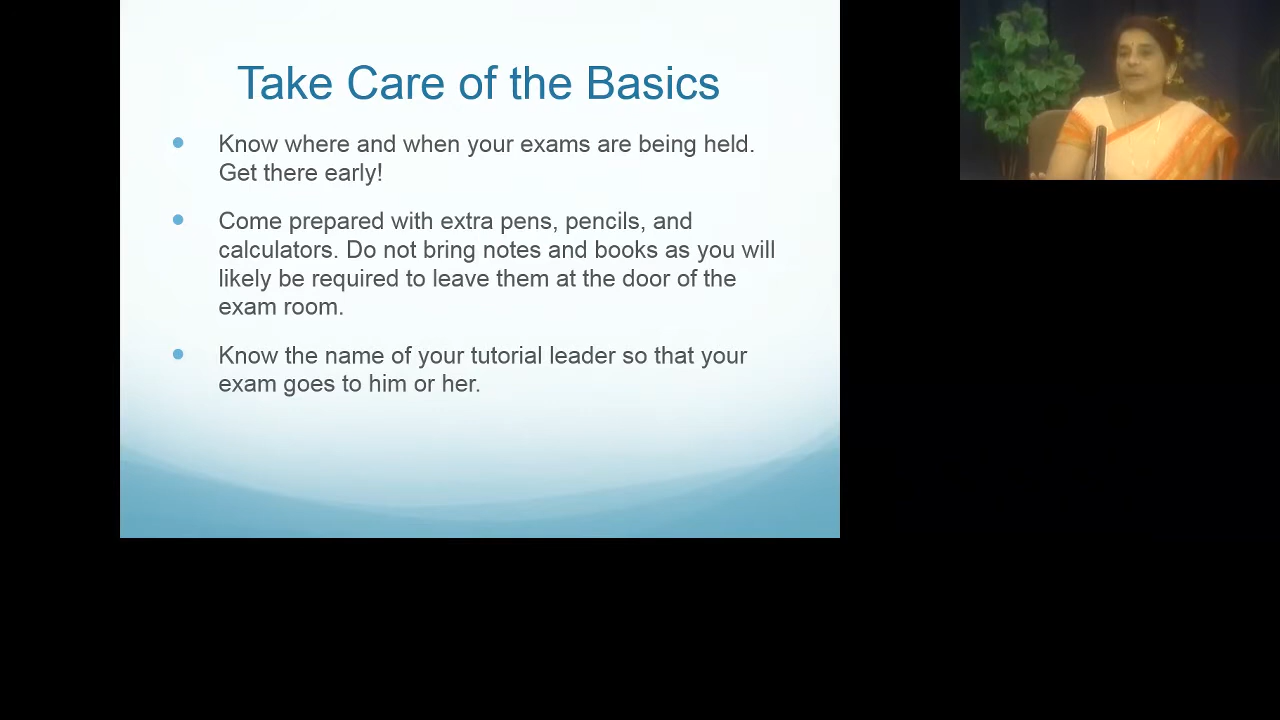 Take Care of the Basics
Know where and when your exams are being held.
Get there early!
Come prepared with extra pens, pencils, and
calculators. Do not bring notes and books as you will
likely be required to leave them at the door of the
exam room.
Know the name of your tutorial leader so that your
exam goes to him or her.